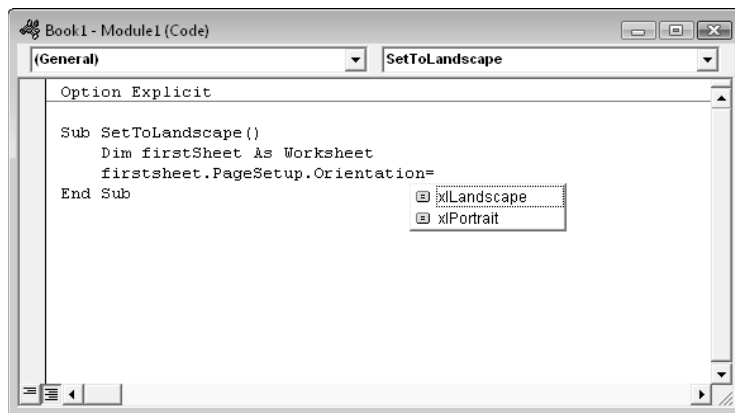 Book1 - Module1 (Code)
(General)
SetToLandscape
Option Explicit
Sub SetToLandscape()
Dim firstSheet As Worksheet
firstsheet.PageSetup.Orientation=
End Sub
xlLandscape
xlPortrait